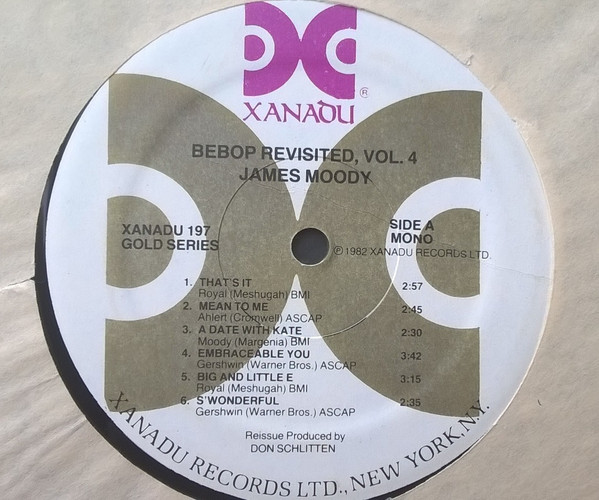 XANADU ®
BEBOP REVISITED, VOL. 4
JAMES MOODY
XANADU 197
GOLD SERIES
SIDE A
MONO
℗ 1982 XANADU RECORDS LTD.
1. THAT'S IT 2:57
Royal (Meshugah) BMI
2. MEAN TO ME 2:45
Ahlert (Cromwell) ASCAP
3. A DATE WITH KATE 2:30
Moody (Margenia) BMI
4. EMBRACEABLE YOU 3:42
Gershwin (Warner Bros.) ASCAP
5. BIG AND LITTLE E 3:15
Royal (Meshugah) BMI
6. S'WONDERFUL 2:35
Gershwin (Warner Bros.) ASCAP
Reissue Produced by
DON SCHLITTEN
XANADU RECORDS LTD., NEW YORK, N.Y.